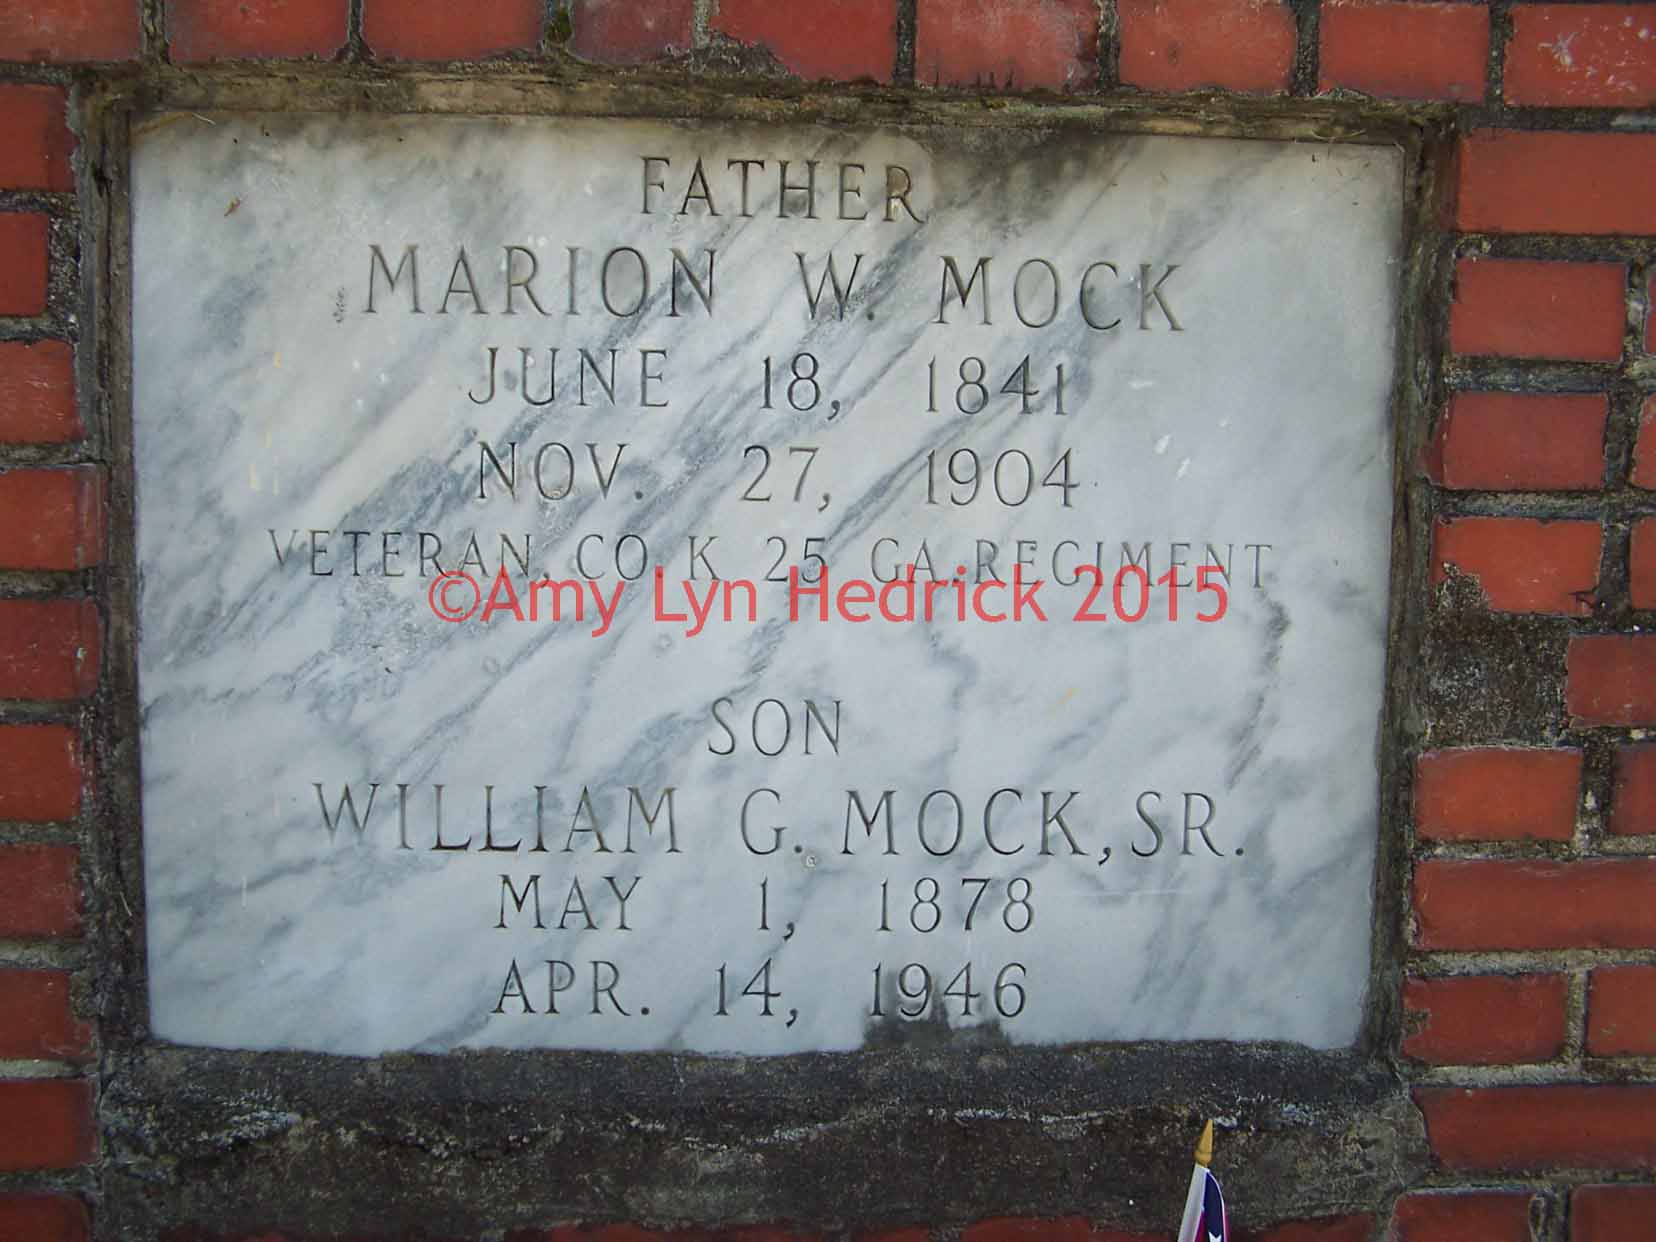 FATHER
MARION W. MOCK
JUNE 18, 1841
NOV. 27, 1904
VETERAN, CO. K 25 GA. REGIMENT
©Amy Lyn Hedrick 2015
SON
WILLIAM G. MOCK, SR.
MAY 1, 1878
APR. 14, 1946